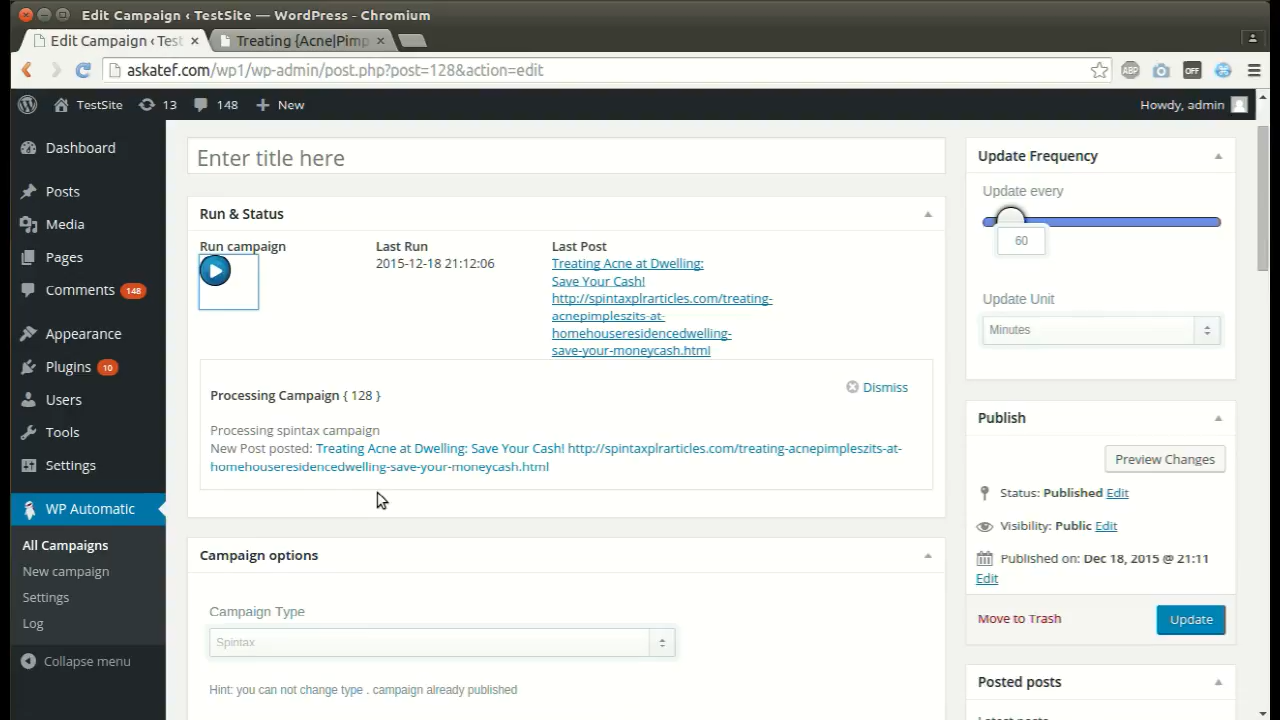 Edit Campaign ‹ TestSite — WordPress - Chromium
Edit Campaign ‹ Test
Treating {Acne|Pimp
askatef.com/wp1/wp-admin/post.php?post=128&action=edit
ABP
OFF
TestSite
13
148
New
Howdy, admin
Dashboard
Posts
Media
Pages
Comments 148
Appearance
Plugins 10
Users
Tools
Settings
WP Automatic
All Campaigns
New campaign
Settings
Log
Collapse menu
Enter title here
Run & Status
Run campaign
Last Run
2015-12-18 21:12:06
Last Post
Treating Acne at Dwelling:
Save Your Cash!
http://spintaxplrarticles.com/treating-
acnepimpleszits-at-
homehouseresidencedwelling-
save-your-moneycash.html
Processing Campaign { 128 }
Dismiss
Processing spintax campaign
New Post posted: Treating Acne at Dwelling: Save Your Cash! http://spintaxplrarticles.com/treating-acnepimpleszits-at-
homehouseresidencedwelling-save-your-moneycash.html
Campaign options
Campaign Type
Spintax
Hint: you can not change type . campaign already published
Update Frequency
Update every
60
Update Unit
Minutes
Publish
Preview Changes
Status: Published Edit
Visibility: Public Edit
Published on: Dec 18, 2015 @ 21:11
Edit
Move to Trash
Update
Posted posts
Latest posts